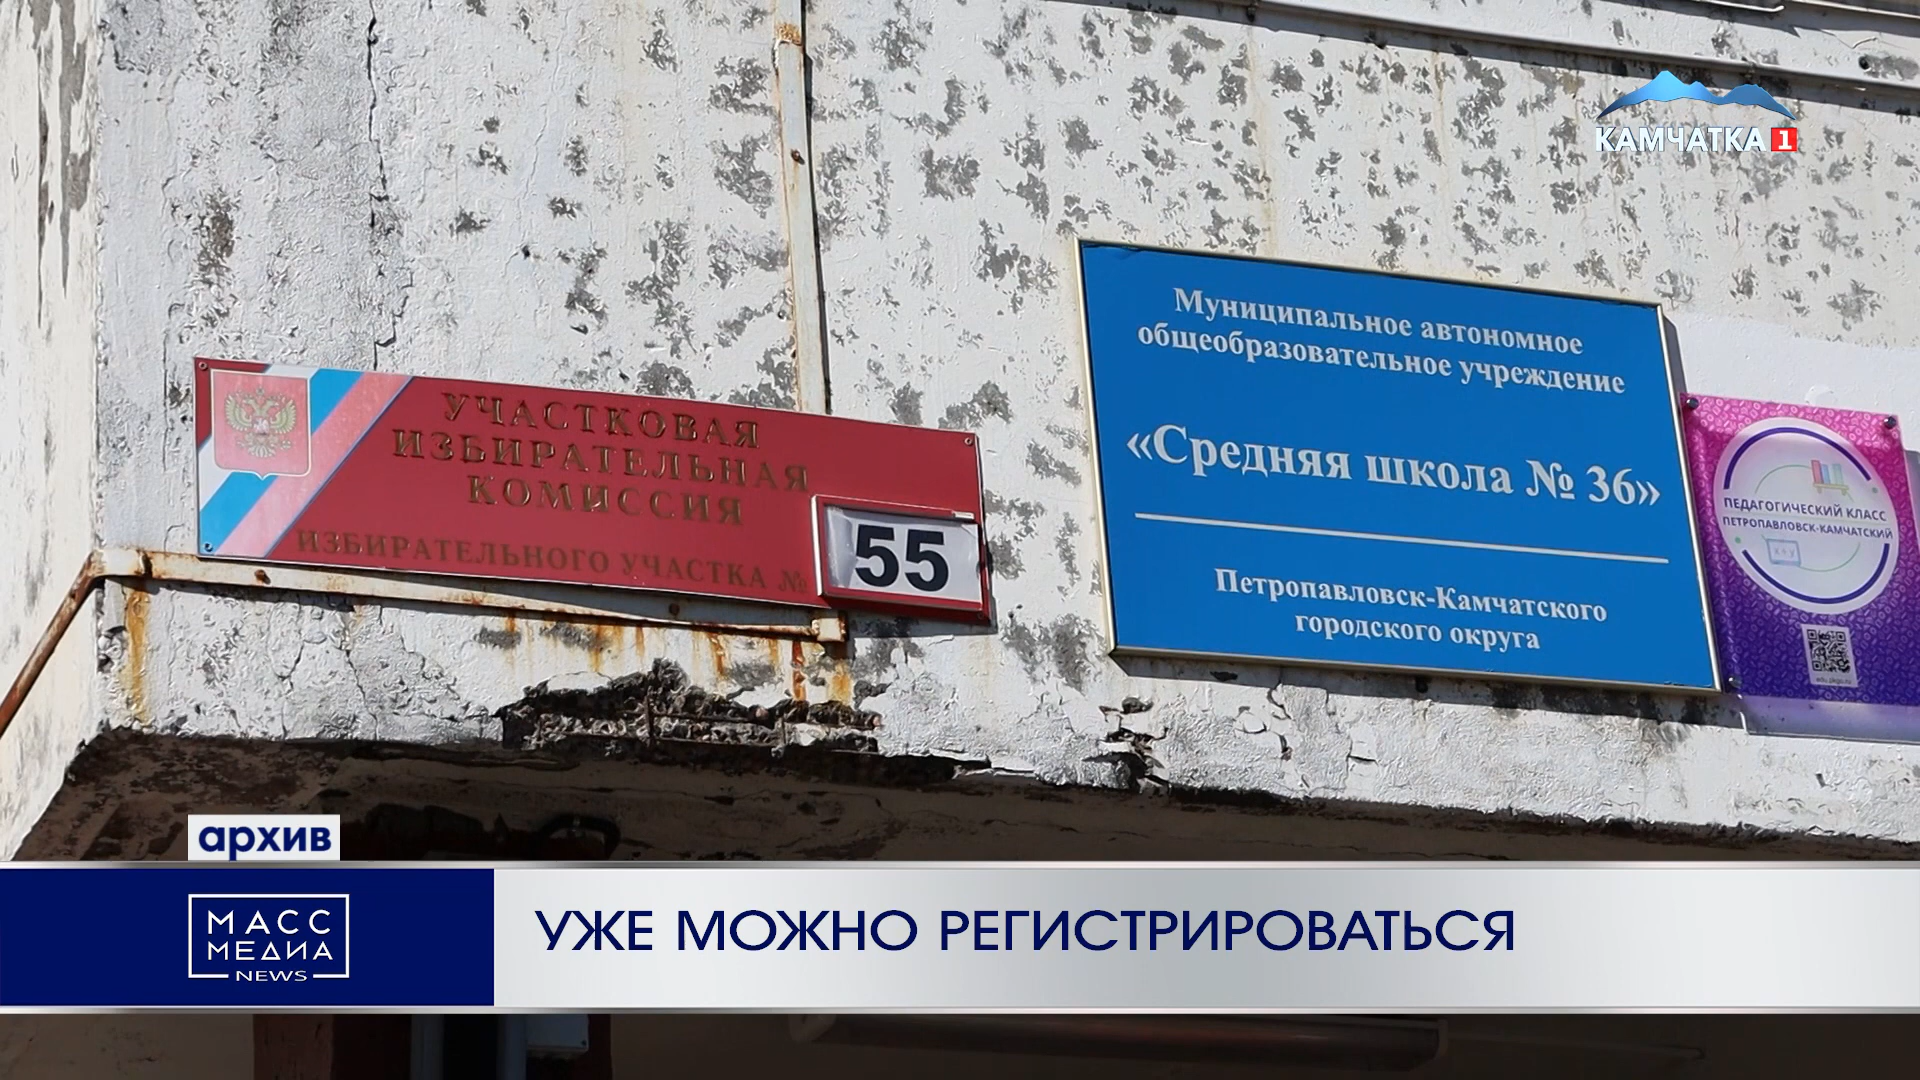 КАМЧАТКА 1
УЧАСТКОВАЯ
ИЗБИРАТЕЛЬНАЯ
КОМИССИЯ
ИЗБИРАТЕЛЬНОГО УЧАСТКА №
55
Муниципальное автономное
общеобразовательное учреждение
«Средняя школа № 36»
Петропавловск-Камчатского
городского округа
ПЕДАГОГИЧЕСКИЙ КЛАСС
ПЕТРОПАВЛОВСК-КАМЧАТСКИЙ
архив
МАСС
МЕДИА
NEWS
УЖЕ МОЖНО РЕГИСТРИРОВАТЬСЯ